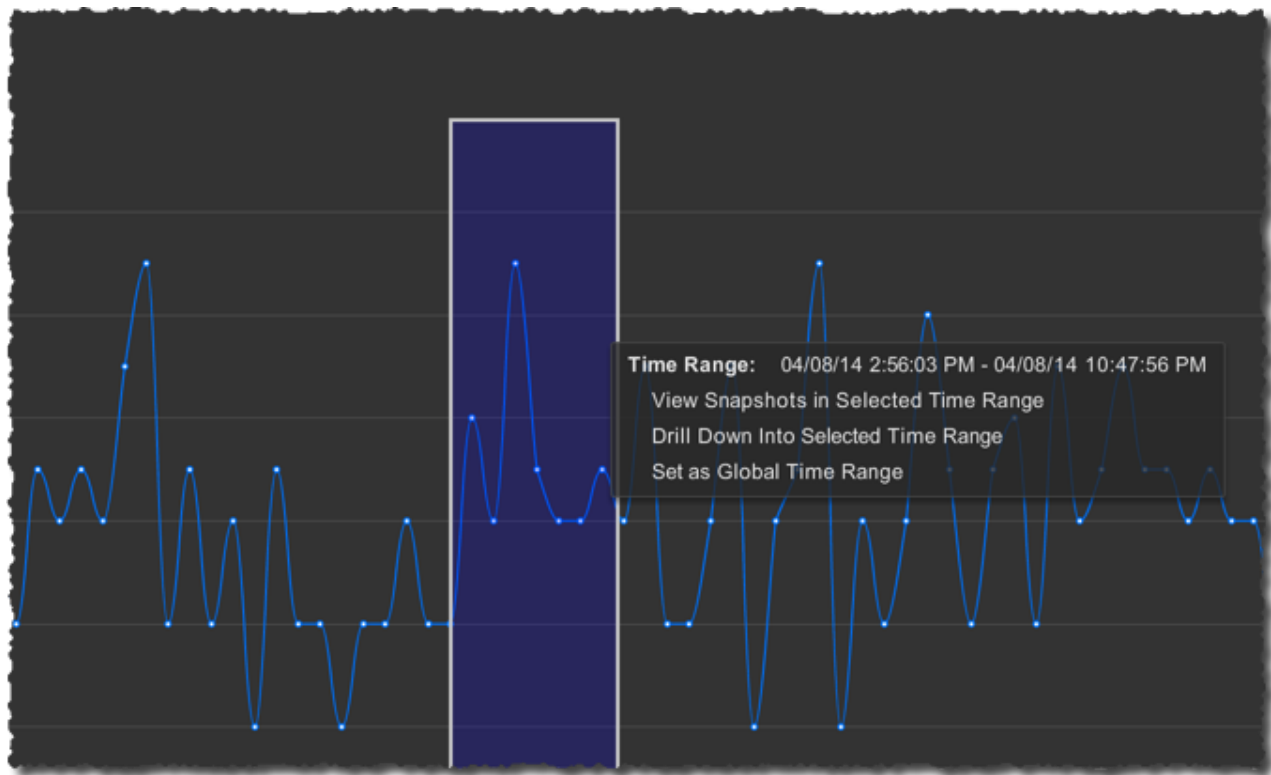 Time Range: 04/08/14 2:56:03 PM - 04/08/14 10:47:56 PM
View Snapshots in Selected Time Range
Drill Down Into Selected Time Range
Set as Global Time Range